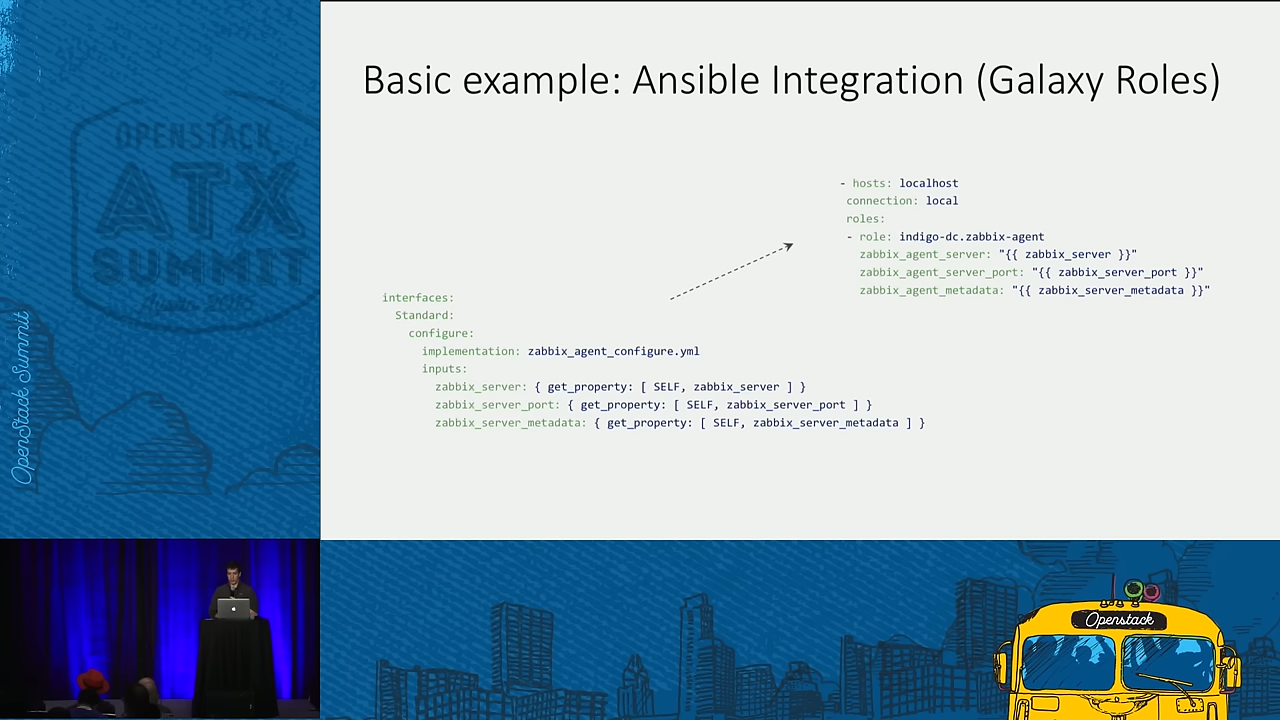 Basic example: Ansible Integration (Galaxy Roles)
- hosts: localhost
connection: local
roles:
- role: indigo-dc.zabbix-agent
zabbix_agent_server: "{{ zabbix_server }}"
zabbix_agent_server_port: "{{ zabbix_server_port }}"
zabbix_agent_metadata: "{{ zabbix_server_metadata }}"
interfaces:
Standard:
configure:
implementation: zabbix_agent_configure.yml
inputs:
zabbix_server: { get_property: [ SELF, zabbix_server ] }
zabbix_server_port: { get_property: [ SELF, zabbix_server_port ] }
zabbix_server_metadata: { get_property: [ SELF, zabbix_server_metadata ] }
OPENSTACK
ATX
OpenStack Summit
Openstack